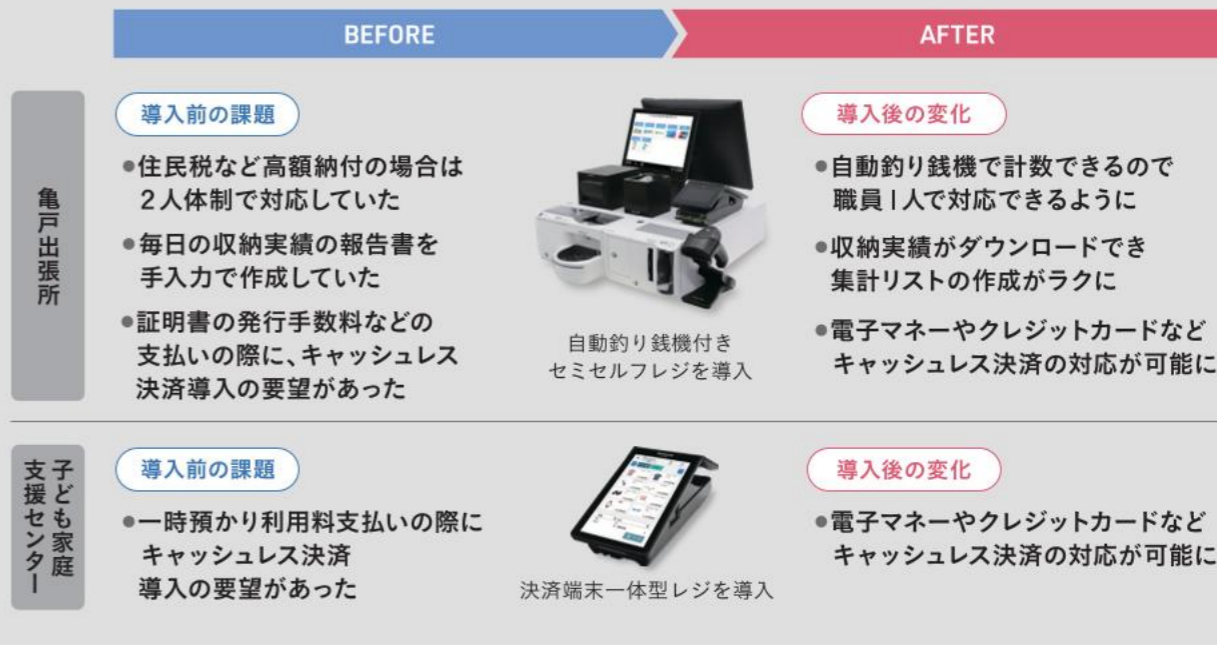 BEFORE
AFTER
亀戸出張所
導入前の課題
●住民税など高額納付の場合は
2人体制で対応していた
●毎日の収納実績の報告書を
手入力で作成していた
●証明書の発行手数料などの
支払いの際に、キャッシュレス
決済導入の要望があった
自動釣り銭機付き
セミセルフレジを導入
導入後の変化
●自動釣り銭機で計数できるので
職員1人で対応できるように
●収納実績がダウンロードでき
集計リストの作成がラクに
●電子マネーやクレジットカードなど
キャッシュレス決済の対応が可能に
子ども家庭
支援センター
導入前の課題
●一時預かり利用料支払いの際に
キャッシュレス決済
導入の要望があった
決済端末一体型レジを導入
導入後の変化
●電子マネーやクレジットカードなど
キャッシュレス決済の対応が可能に